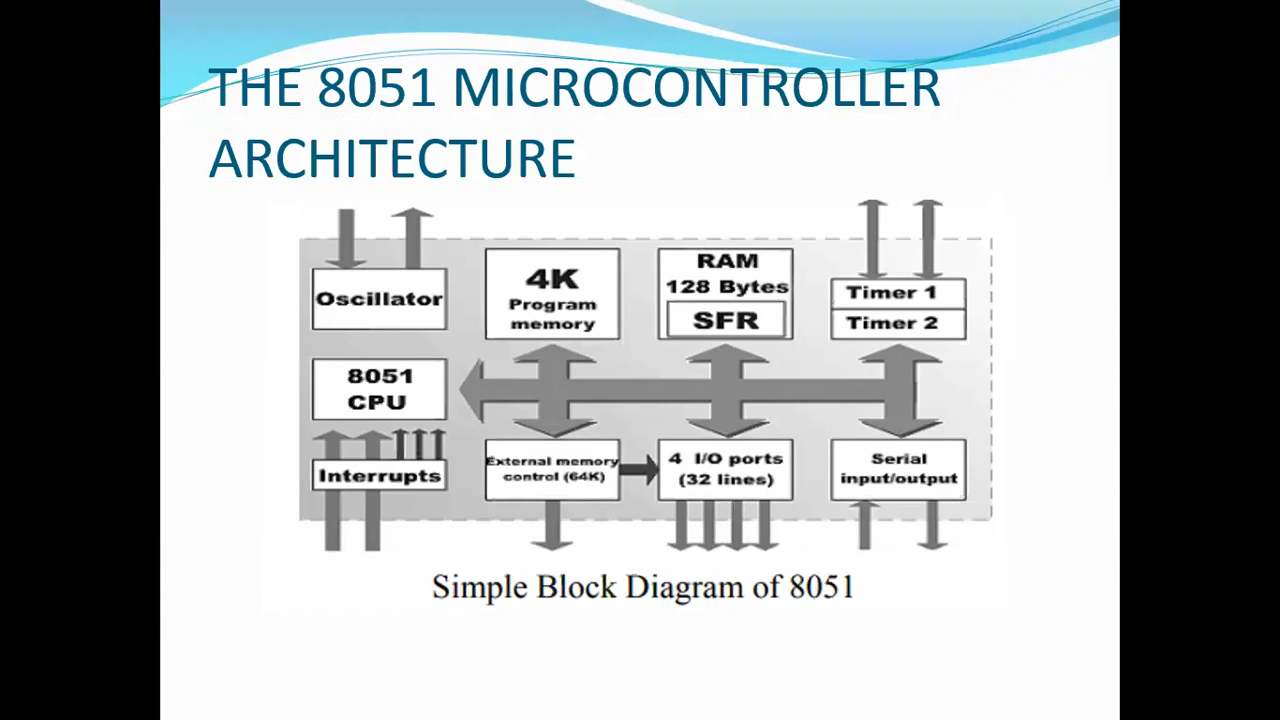 THE 8051 MICROCONTROLLER
ARCHITECTURE
Oscillator
4K
Program
memory
RAM
128 Bytes
SFR
Timer 1
Timer 2
8051
CPU
Interrupts
External memory
control (64K)
4 I/O ports
(32 lines)
Serial
input/output
Simple Block Diagram of 8051